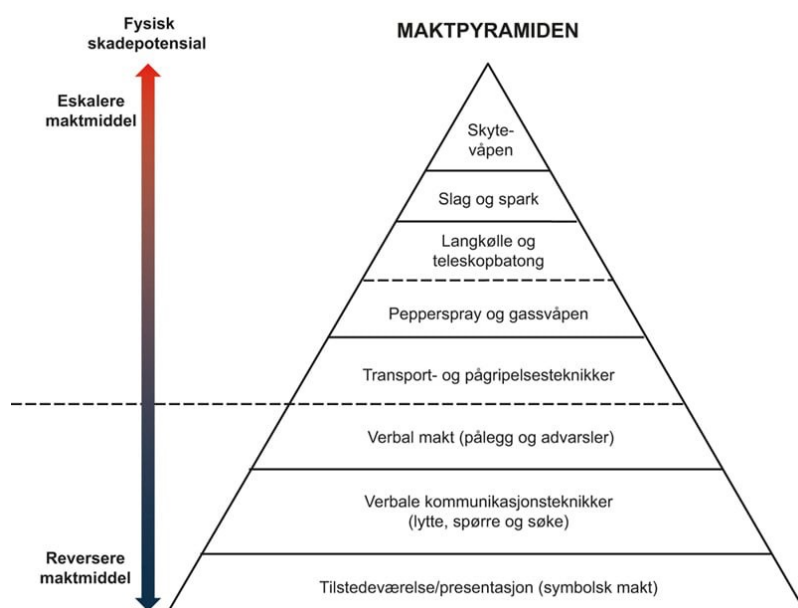 Fysisk
skadepotensial
MAKTPYRAMIDEN
Eskalere
maktmiddel
Skyte-
våpen
Slag og spark
Langkølle og
teleskopbatong
Pepperspray og gassvåpen
Transport- og pågripelsesteknikker
Verbal makt (pålegg og advarsler)
Verbale kommunikasjonsteknikker
(lytte, spørre og søke)
Reversere
maktmiddel
Tilstedeværelse/presentasjon (symbolsk makt)